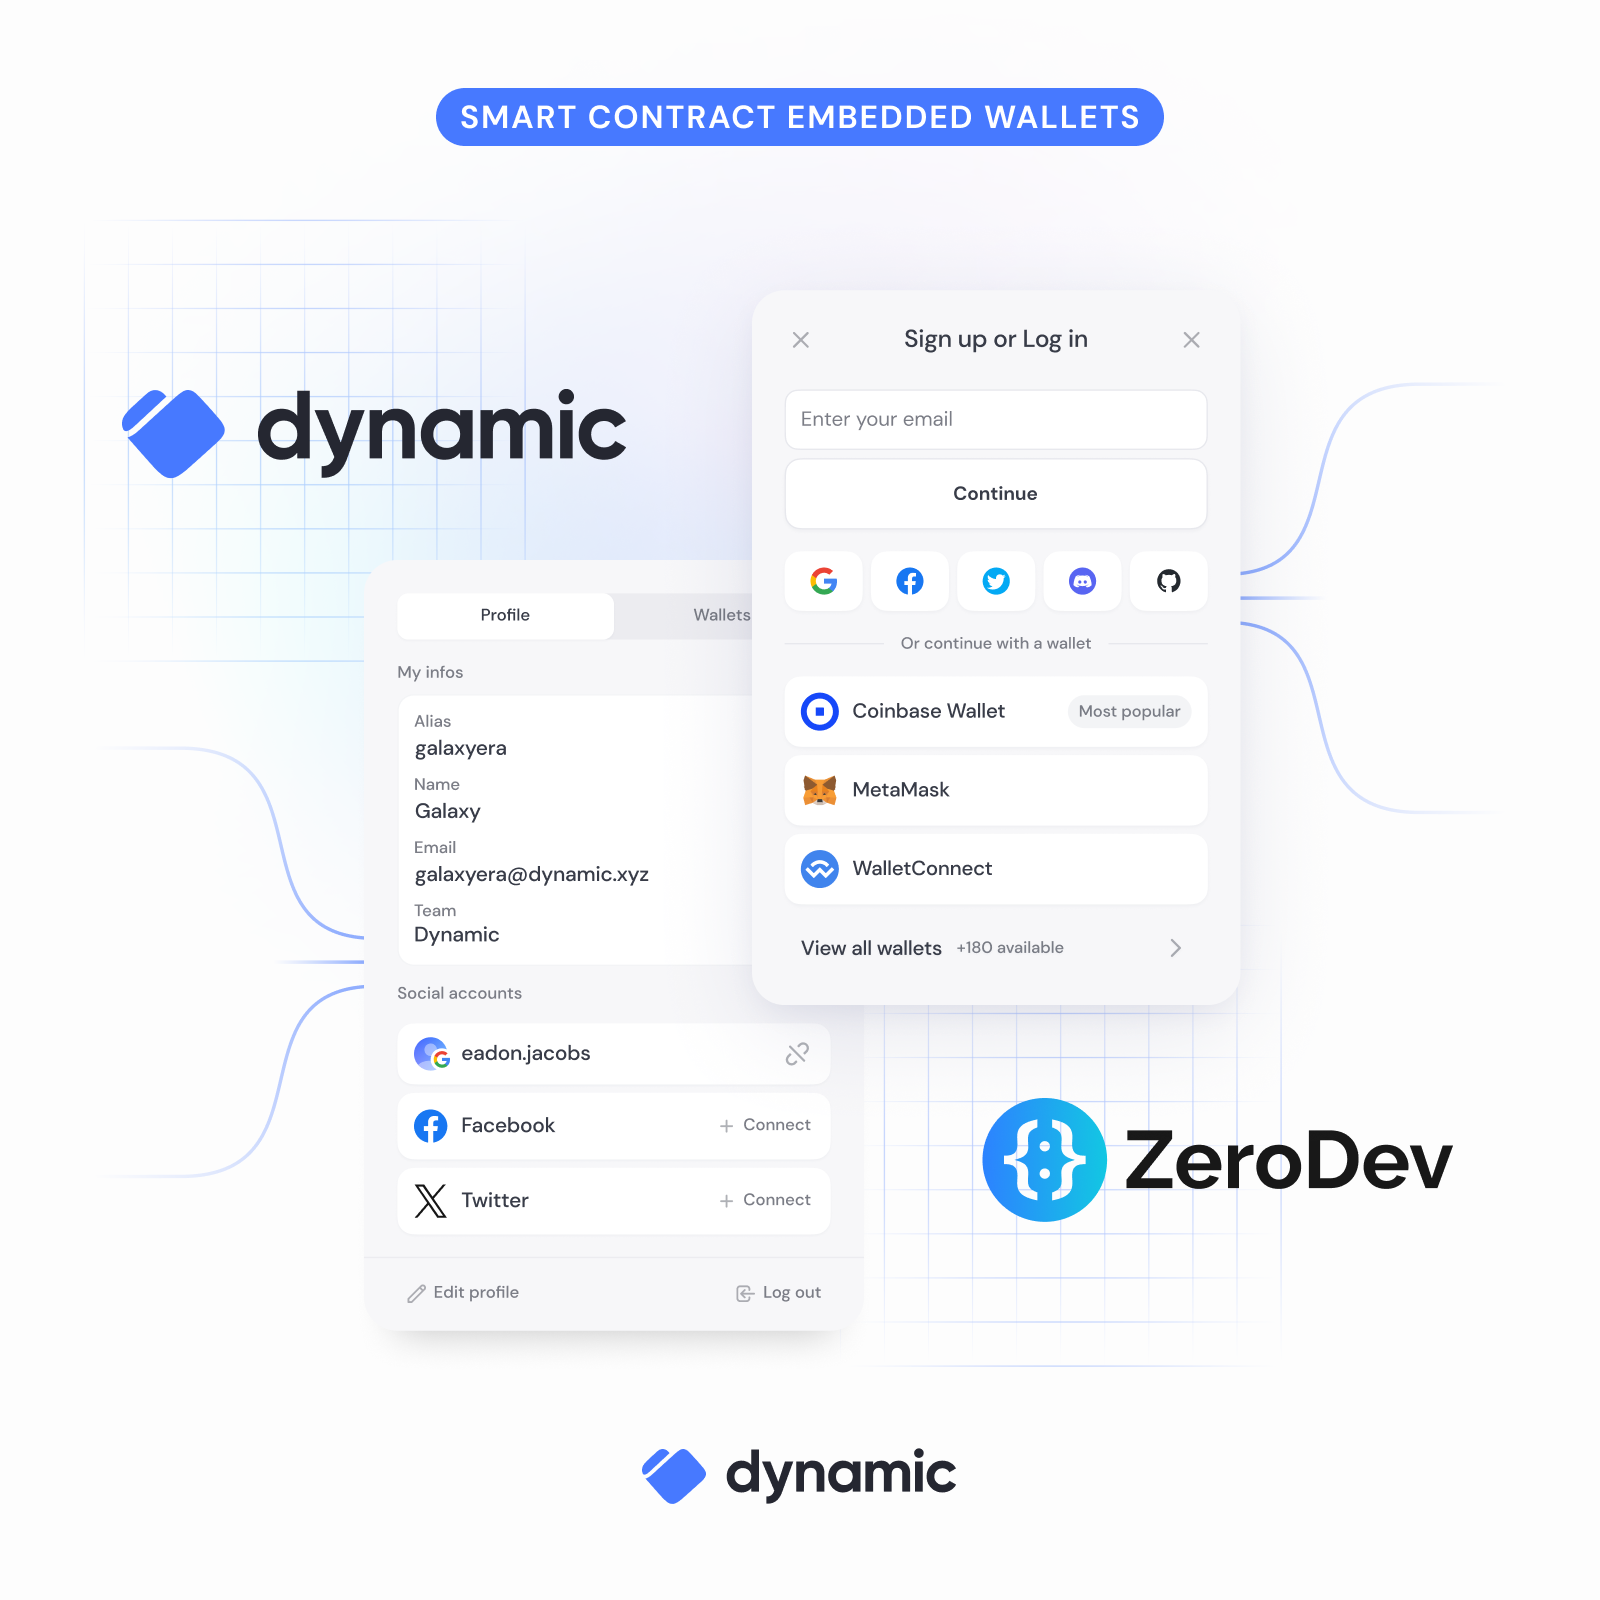 SMART CONTRACT EMBEDDED WALLETS
dynamic
Sign up or Log in
Enter your email
Continue
Or continue with a wallet
Coinbase Wallet Most popular
MetaMask
WalletConnect
View all wallets +180 available
Profile Wallets
My infos
Alias
galaxyera
Name
Galaxy
Email
galaxyera@dynamic.xyz
Team
Dynamic
Social accounts
eadon.jacobs
Facebook + Connect
Twitter + Connect
Edit profile Log out
ZeroDev
dynamic